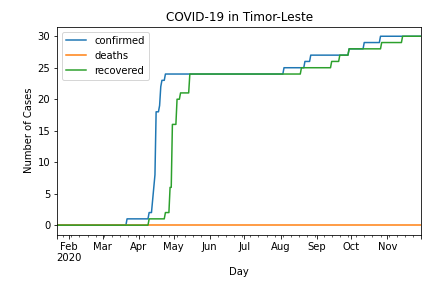 COVID-19 in Timor-Leste
confirmed
deaths
recovered
Number of Cases
30
25
20
15
10
5
0
Feb Mar Apr May Jun Jul Aug Sep Oct Nov
2020
Day